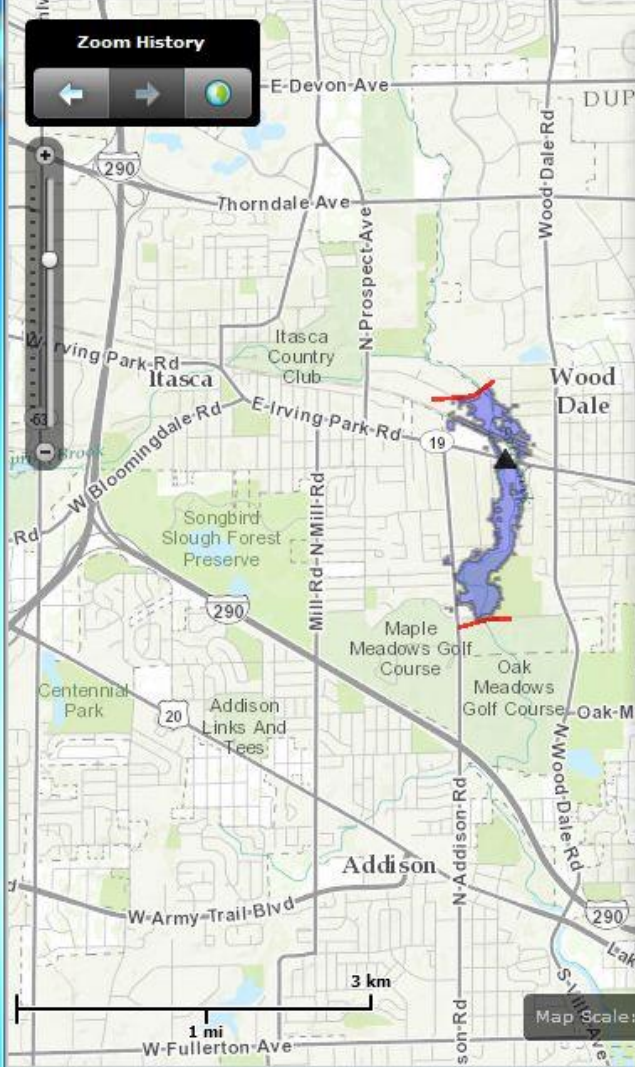 Zoom History
E-Devon-Ave
DUP
290
Thorndale Ave
Wood-Dale-Rd
N-Prospect-Ave
Itasca
Country
Club
Irving Park-Rd
Itasca
Wood
Dale
E-Irving Park-Rd
W Bloomingdale-Rd
19
-63
Brook
Rd
Songbird
Slough Forest
Preserve
Mill-Rd-N-Mill-Rd
290
Maple
Meadows Golf
Course
Oak
Meadows
Golf Course
Oak-M
Centennial
Park
20
Addison
Links And
Tees
N-Wood-Dale-Rd
N-Addison-Rd
Addison
W-Army-Trail-Blvd
290
Lak
3 km
1 mi
Map Scale:
son-Rd
W-Fullerton-Ave